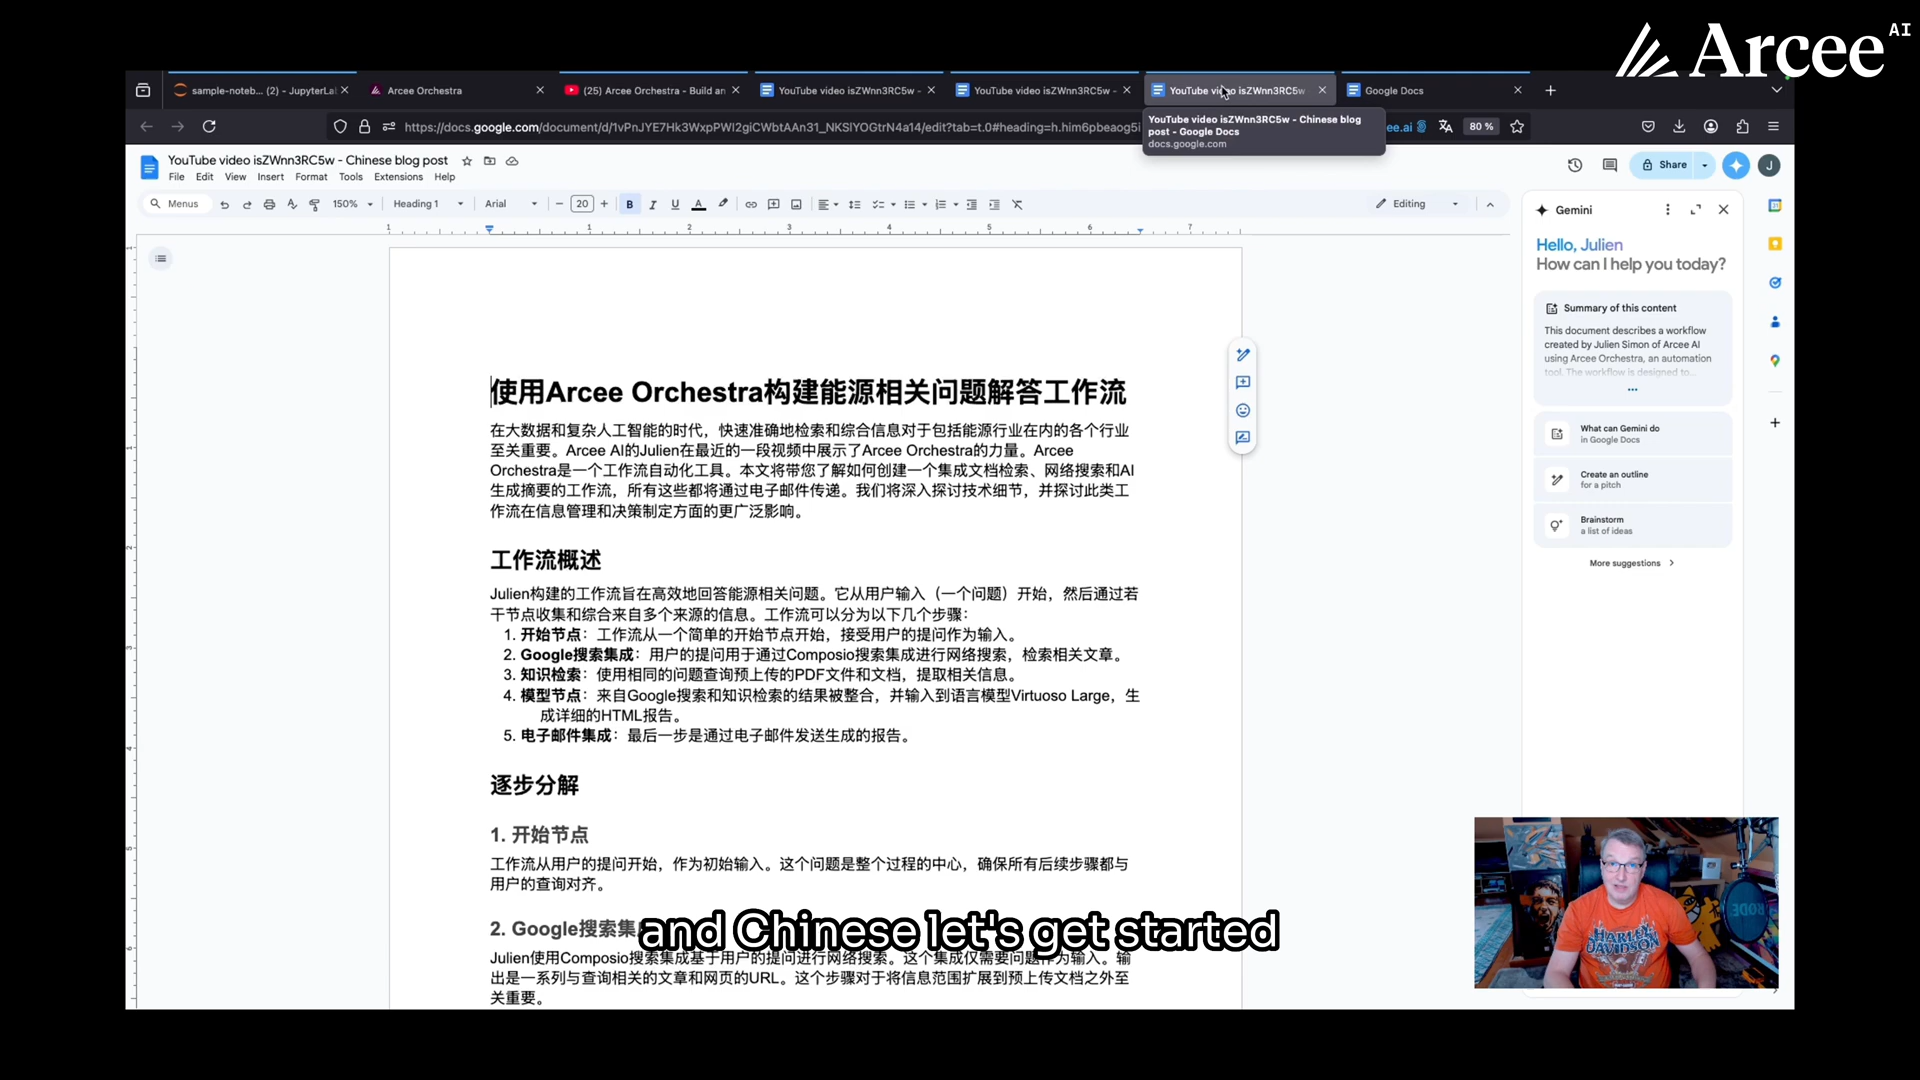 Arcee AI
sample-noteb... (2) - JupyterLa
Arcee Orchestra
(25) Arcee Orchestra - Build an
YouTube video isZWnn3RC5w -
YouTube video isZWnn3RC5w -
YouTube video isZWnn3RC5w
Google Docs
https://docs.google.com/document/d/1vPnJYE7Hk3WxpPWI2giCWbtAAn31_NKSlYOGtrN4a14/edit?tab=t.0#heading=h.him6pbeaog5i
ee.ai
80 %
YouTube video isZWnn3RC5w - Chinese blog
post - Google Docs
docs.google.com
YouTube video isZWnn3RC5w - Chinese blog post
File Edit View Insert Format Tools Extensions Help
Share
J
Menus
150%
Heading 1
Arial
20
B I U A
Editing
1 1 2 3 4 5 6 7
Gemini
Hello, Julien
How can I help you today?
Summary of this content
This document describes a workflow
created by Julien Simon of Arcee AI
using Arcee Orchestra, an automation
tool. The workflow is designed to...
What can Gemini do
in Google Docs
Create an outline
for a pitch
Brainstorm
a list of ideas
More suggestions
使用Arcee Orchestra构建能源相关问题解答工作流
在大数据和复杂人工智能的时代，快速准确地检索和综合信息对于包括能源行业在内的各个行业
至关重要。Arcee AI的Julien在最近的一段视频中展示了Arcee Orchestra的力量。Arcee
Orchestra是一个工作流自动化工具。本文将带您了解如何创建一个集成文档检索、网络搜索和AI
生成摘要的工作流，所有这些都将通过电子邮件传递。我们将深入探讨技术细节，并探讨此类工
作流在信息管理和决策制定方面的更广泛影响。
工作流概述
Julien构建的工作流旨在高效地回答能源相关问题。它从用户输入（一个问题）开始，然后通过若
干节点收集和综合来自多个来源的信息。工作流可以分为以下几个步骤：
1. 开始节点：工作流从一个简单的开始节点开始，接受用户的提问作为输入。
2. Google搜索集成：用户的提问用于通过Composio搜索集成进行网络搜索，检索相关文章。
3. 知识检索：使用相同的问题查询预上传的PDF文件和文档，提取相关信息。
4. 模型节点：来自Google搜索和知识检索的结果被整合，并输入到语言模型Virtuoso Large，生
成详细的HTML报告。
5. 电子邮件集成：最后一步是通过电子邮件发送生成的报告。
逐步分解
1. 开始节点
工作流从用户的提问开始，作为初始输入。这个问题是整个过程的中心，确保所有后续步骤都与
用户的查询对齐。
2. Google搜索集
and Chinese let's get started
Julien使用Composio搜索集成基于用户的提问进行网络搜索。这个集成仅需要问题作为输入。输
出是一系列与查询相关的文章和网页的URL。这个步骤对于将信息范围扩展到预上传文档之外至
关重要。
HARLEY-DAVIDSON
RODE